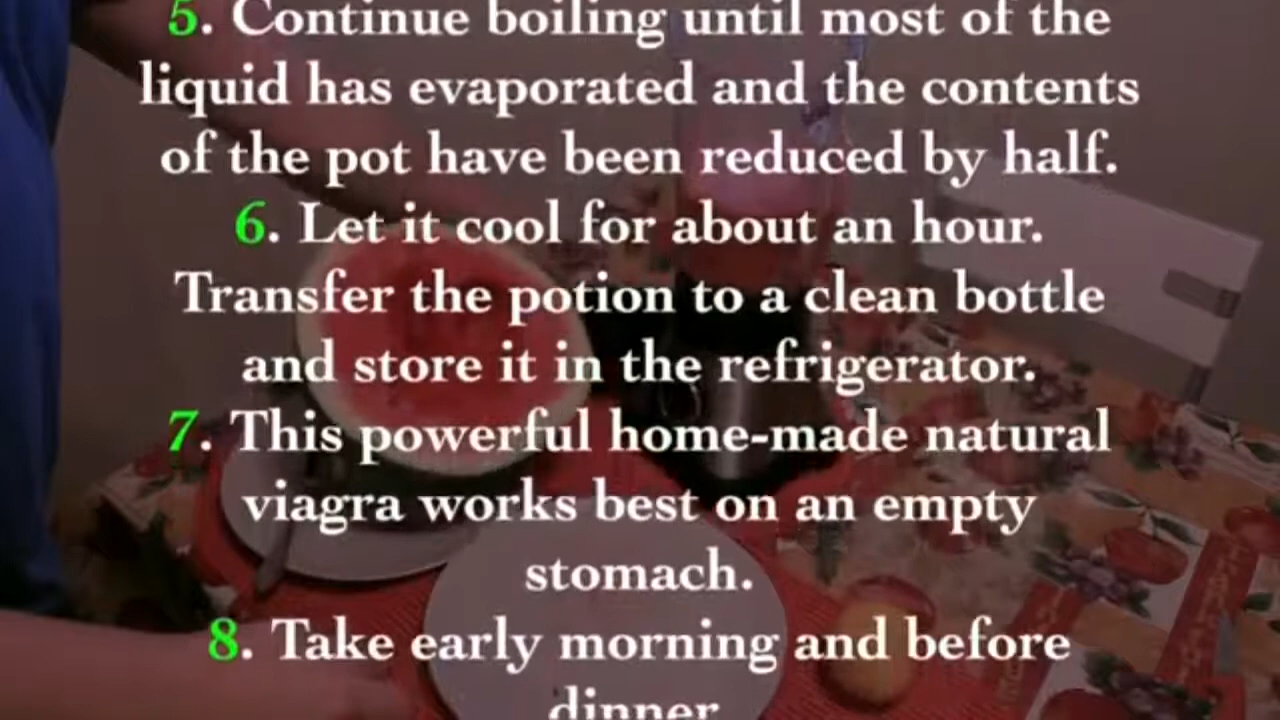 5. Continue boiling until most of the
liquid has evaporated and the contents
of the pot have been reduced by half.
6. Let it cool for about an hour.
Transfer the potion to a clean bottle
and store it in the refrigerator.
7. This powerful home-made natural
viagra works best on an empty
stomach.
8. Take early morning and before
dinner